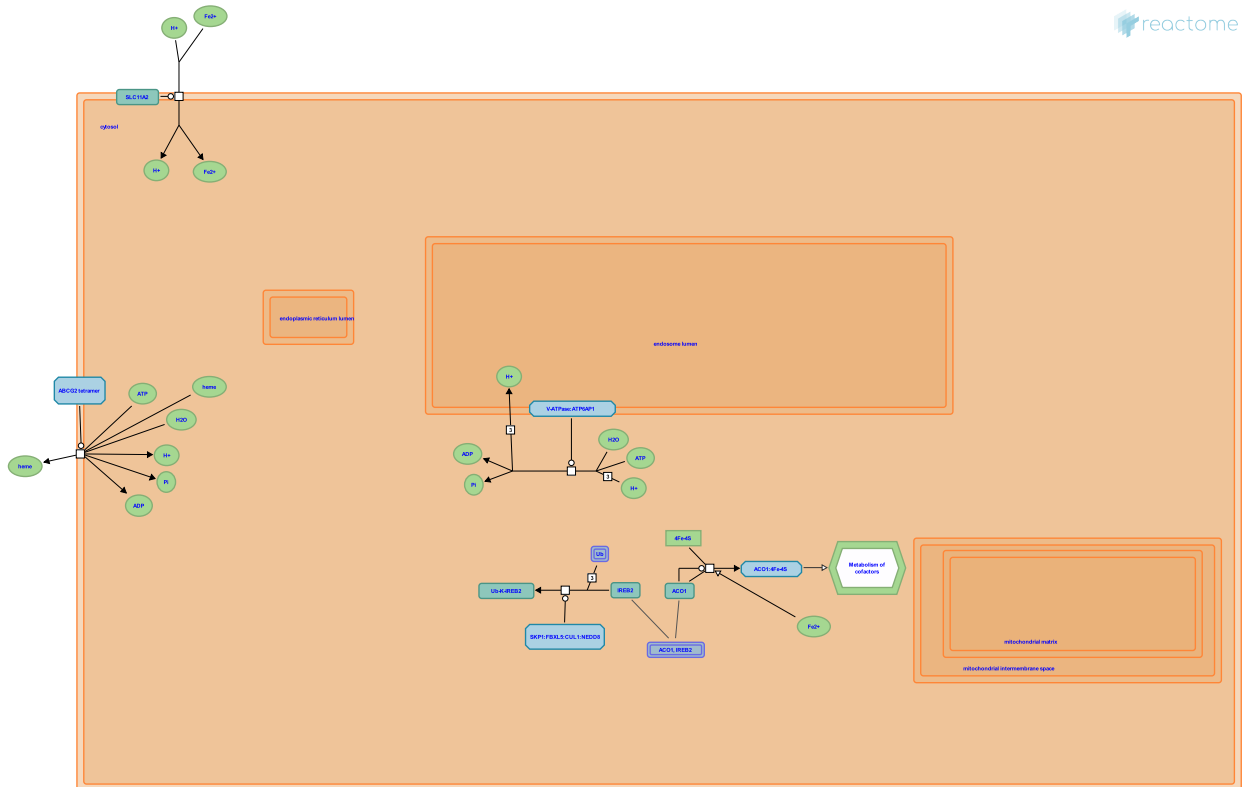 Fe2+
H+
reactome
SLC11A2
cytosol
H+
Fe2+
endoplasmic reticulum lumen
endosome lumen
H+
ABCG2 tetramer
ATP
heme
V-ATPase:ATP6AP1
H2O
3
H2O
heme
H+
ADP
ATP
Pi
3
Pi
H+
ADP
4Fe-4S
Ub
Metabolism of
cofactors
ACO1:4Fe-4S
3
Ub-K-IREB2
IREB2
ACO1
Fe2+
SKP1:FBXL5:CUL1:NEDD8
mitochondrial matrix
ACO1, IREB2
mitochondrial intermembrane space